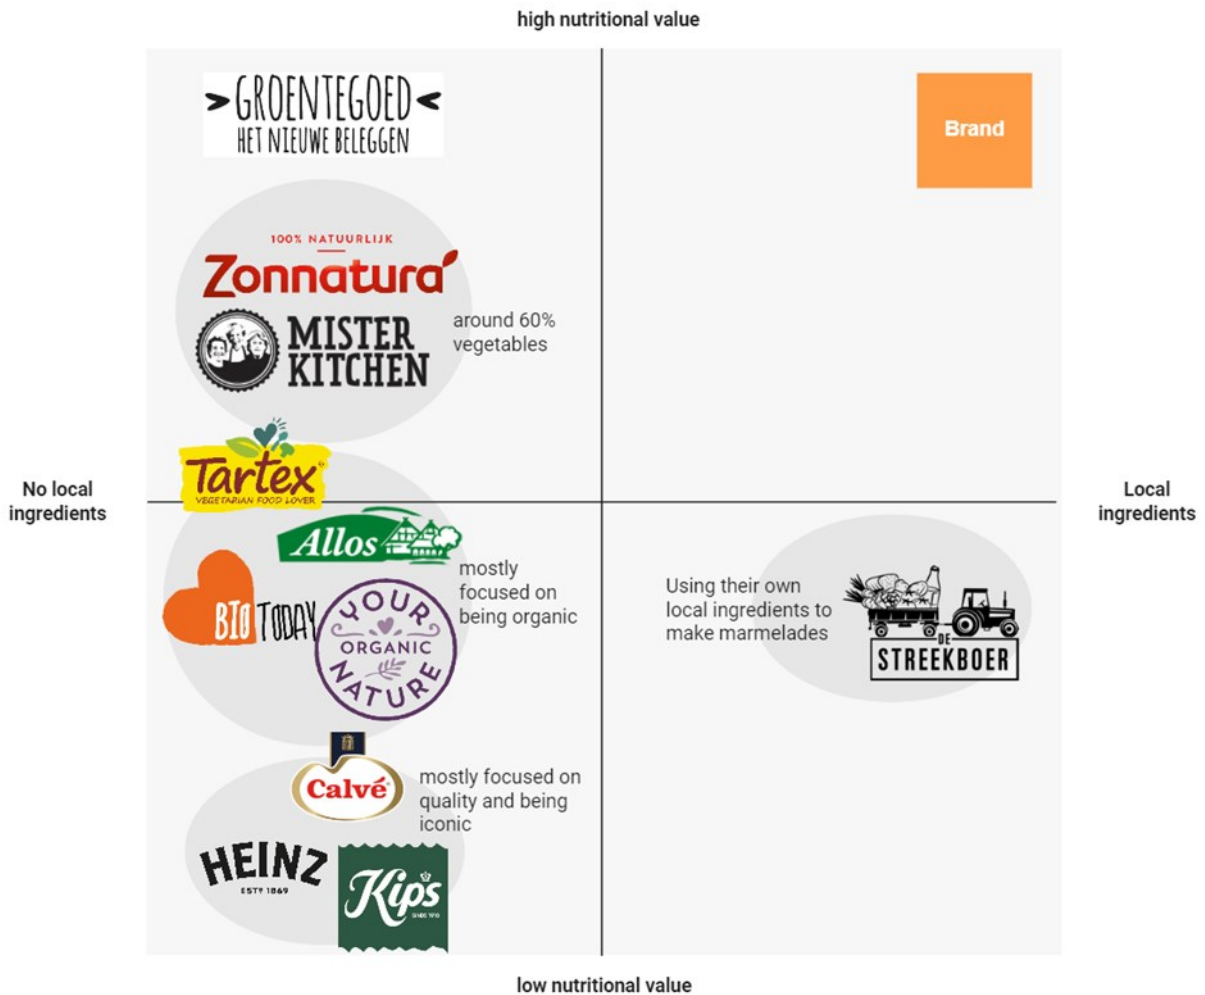 high nutritional value
>GROENTEGOED<
HET NIEUWE BELEGGEN
Brand
100% NATUURLIJK
Zonnatura
MISTER
KITCHEN
around 60%
vegetables
Tartex
VEGETARIAN FOOD LOVER
No local
ingredients
Local
ingredients
Allos
BIO TODAY
YOUR
ORGANIC
NATURE
mostly
focused on
being organic
Using their own
local ingredients to
make marmelades
DE
STREEKBOER
Calvé
mostly focused on
quality and being
iconic
HEINZ
ESTD 1869
Kips
SINDS 1910
low nutritional value